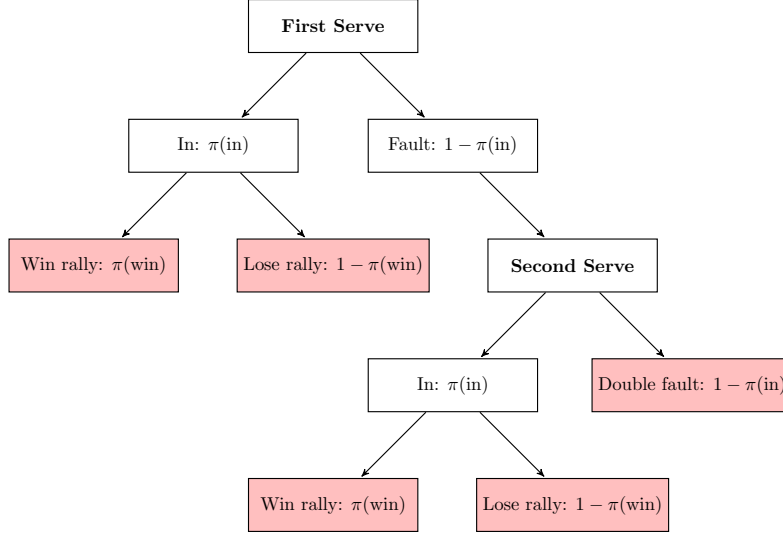 First Serve
In: π(in)
Fault: 1 − π(in)
Win rally: π(win)
Lose rally: 1 − π(win)
Second Serve
In: π(in)
Double fault: 1 − π(in)
Win rally: π(win)
Lose rally: 1 − π(win)